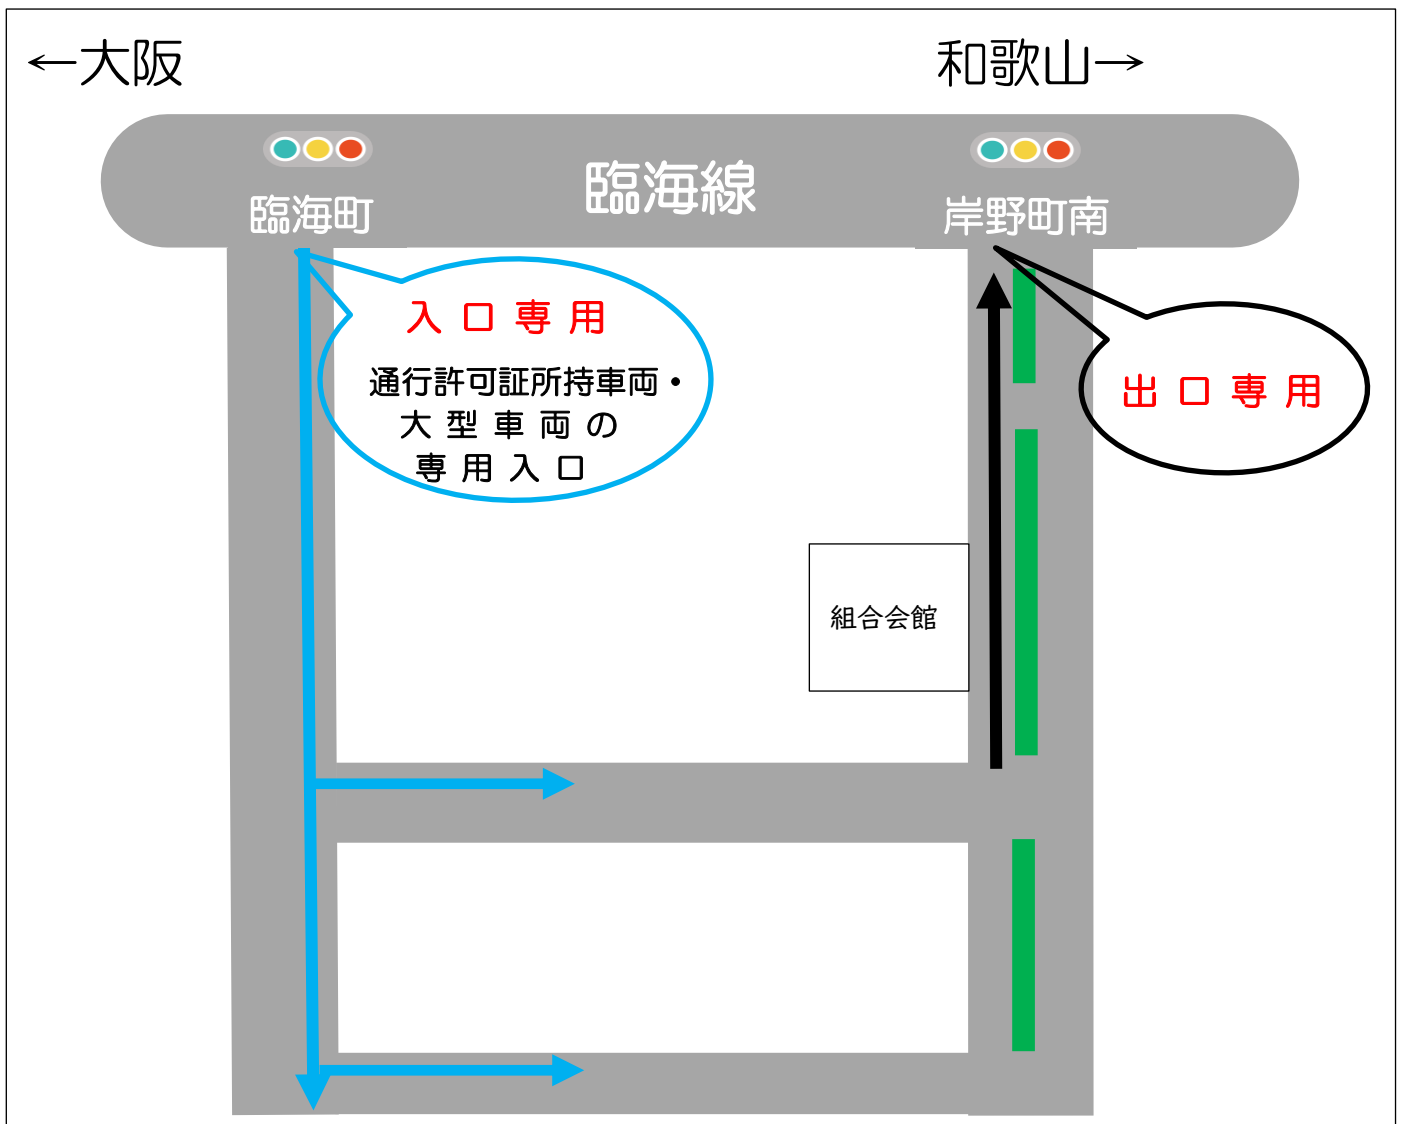 ←大阪
和歌山→
臨海線
臨海町
岸野町南
入口専用
通行許可証所持車両・
大型車両の
専用入口
出口専用
組合会館